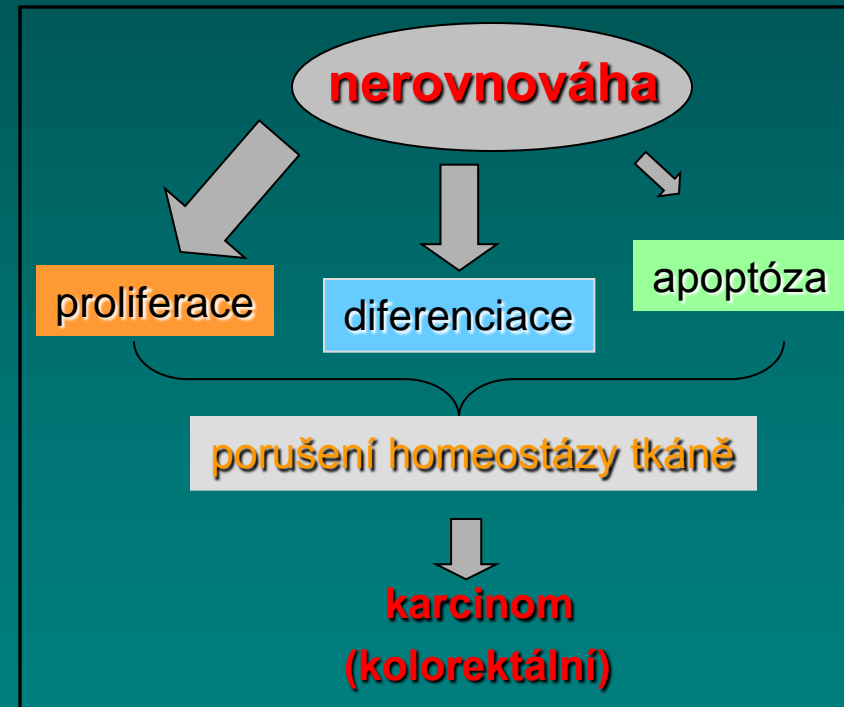 nerovnováha
proliferace
diferenciace
apoptóza
porušení homeostázy tkáně
karcinom
(kolorektální)